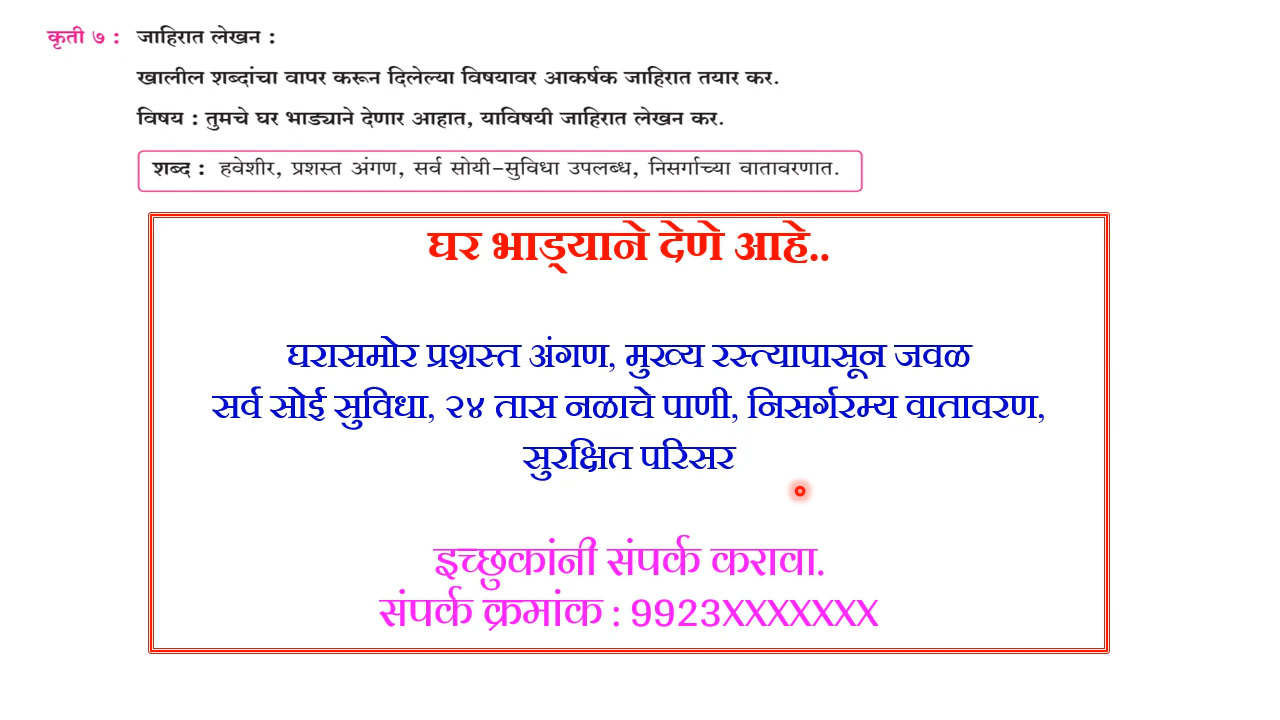 कृती ७ : जाहिरात लेखन :
खालील शब्दांचा वापर करून दिलेल्या विषयावर आकर्षक जाहिरात तयार कर.
विषय : तुमचे घर भाड्याने देणार आहात, याविषयी जाहिरात लेखन कर.
शब्द : हवेशीर, प्रशस्त अंगण, सर्व सोयी-सुविधा उपलब्ध, निसर्गाच्या वातावरणात.
घर भाड्याने देणे आहे..
घरासमोर प्रशस्त अंगण, मुख्य रस्त्यापासून जवळ
सर्व सोई सुविधा, २४ तास नळाचे पाणी, निसर्गरम्य वातावरण,
सुरक्षित परिसर
इच्छुकांनी संपर्क करावा.
संपर्क क्रमांक : 9923XXXXXXX